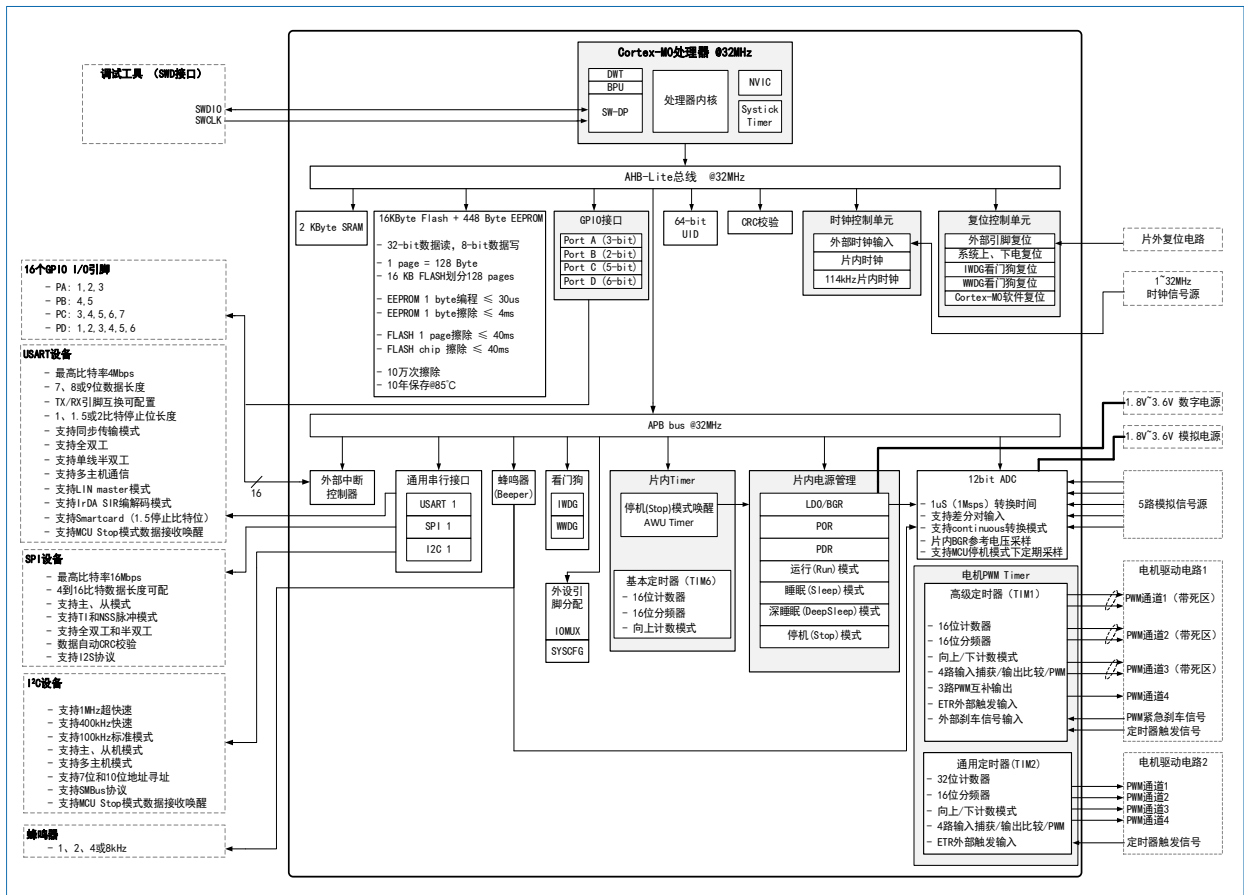 Cortex-M0处理器 @32MHz
DWT
BPU
SW-DP
处理器内核
NVIC
Systick
Timer
调试工具 （SWD接口）
SWDIO
SWCLK
AHB-Lite总线 @32MHz
2 KByte SRAM
16KByte Flash + 448 Byte EEPROM
- 32-bit数据读，8-bit数据写
- 1 page = 128 Byte
- 16 KB FLASH划分128 pages
- EEPROM 1 byte编程 ≤ 30us
- EEPROM 1 byte擦除 ≤ 4ms
- FLASH 1 page擦除 ≤ 40ms
- FLASH chip 擦除 ≤ 40ms
- 10万次擦除
- 10年保存@85℃
GPIO接口
Port A (3-bit)
Port B (2-bit)
Port C (5-bit)
Port D (6-bit)
64-bit
UID
CRC校验
时钟控制单元
外部时钟输入
片内时钟
114kHz片内时钟
复位控制单元
外部引脚复位
系统上、下电复位
IWDG看门狗复位
WWDG看门狗复位
Cortex-M0软件复位
片外复位电路
1~32MHz
时钟信号源
16个GPIO I/O引脚
- PA: 1,2,3
- PB: 4,5
- PC: 3,4,5,6,7
- PD: 1,2,3,4,5,6
USART设备
- 最高比特率4Mbps
- 7、8或9位数据长度
- TX/RX引脚互换可配置
- 1、1.5或2比特停止位长度
- 支持同步传输模式
- 支持全双工
- 支持单线半双工
- 支持多主机通信
- 支持LIN master模式
- 支持IrDA SIR编解码模式
- 支持Smartcard（1.5停止比特位）
- 支持MCU Stop模式数据接收唤醒
SPI设备
- 最高比特率16Mbps
- 4到16比特数据长度可配
- 支持主、从模式
- 支持TI和NSS脉冲模式
- 支持全双工和半双工
- 数据自动CRC校验
- 支持I2S协议
I²C设备
- 支持1MHz超快速
- 支持400kHz快速
- 支持100kHz标准模式
- 支持主、从机模式
- 支持多主机模式
- 支持7位和10位地址寻址
- 支持SMBus协议
- 支持MCU Stop模式数据接收唤醒
蜂鸣器
- 1、2、4或8kHz
APB bus @32MHz
16
外部中断
控制器
通用串行接口
USART 1
SPI 1
I2C 1
蜂鸣器
(Beeper)
看门狗
IWDG
WWDG
外设引
脚分配
IOMUX
SYSCFG
片内Timer
停机(Stop)模式唤醒
AWU Timer
基本定时器（TIM6）
- 16位计数器
- 16位分频器
- 向上计数模式
片内电源管理
LDO/BGR
POR
PDR
运行(Run)模式
睡眠(Sleep)模式
深睡眠(DeepSleep)模式
停机(Stop)模式
12bit ADC
- 1uS（1Msps）转换时间
- 支持差分对输入
- 支持continuous转换模式
- 片内BGR参考电压采样
- 支持MCU停机模式下定期采样
1.8V~3.6V 数字电源
1.8V~3.6V 模拟电源
5路模拟信号源
电机PWM Timer
高级定时器（TIM1）
- 16位计数器
- 16位分频器
- 向上/下计数模式
- 4路输入捕获/输出比较/PWM
- 3路PWM互补输出
- ETR外部触发输入
- 外部刹车信号输入
通用定时器(TIM2)
- 32位计数器
- 16位分频器
- 向上/下计数模式
- 4路输入捕获/输出比较/PWM
- ETR外部触发输入
电机驱动电路1
PWM通道1（带死区）
PWM通道2（带死区）
PWM通道3（带死区）
PWM通道4
PWM紧急刹车信号
定时器触发信号
电机驱动电路2
PWM通道1
PWM通道2
PWM通道3
PWM通道4
定时器触发信号